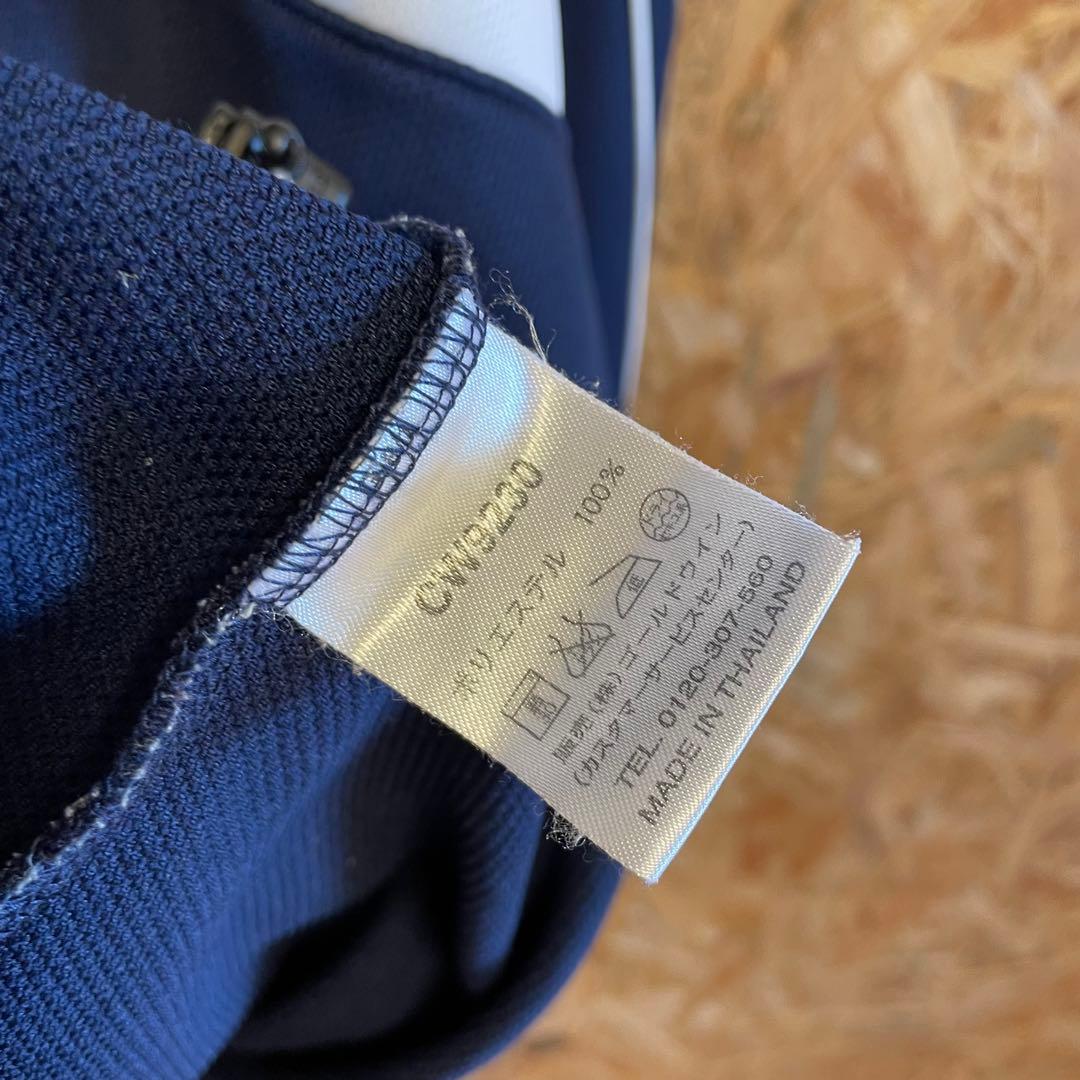 CW9230
ポリエステル 100%
販売(株)ゴールドウイン
(カスタマーサービスセンター)
TEL 0120-307-560
MADE IN THAILAND